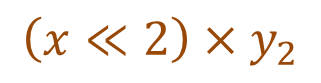 (x ≪ 2) × y₂